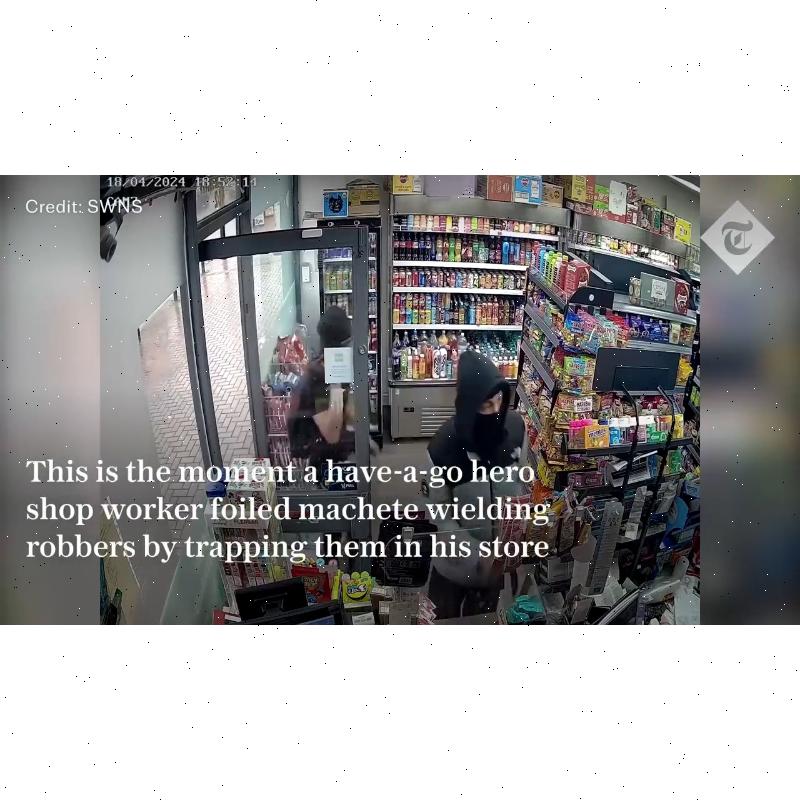 18/04/2024 18:52:11
Credit: SWNS
This is the moment a have-a-go hero
shop worker foiled machete wielding
robbers by trapping them in his store